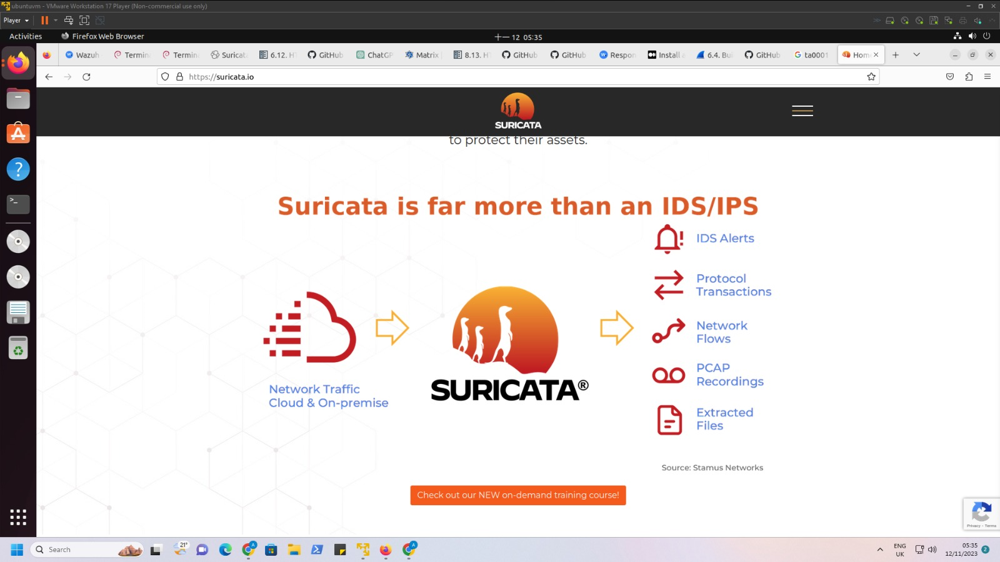 ubuntuvm - VMware Workstation 17 Player (Non-commercial use only)
Player
Activities
Firefox Web Browser
十一 12 05:35
Wazuh
Termin
Termin
Suricat
6.12. H
GitHub
ChatGP
Matrix
8.13. H
GitHub
GitHub
Respon
Install a
6.4. Bui
GitHub
ta0001
Hom
https://suricata.io
SURICATA
to protect their assets.
Suricata is far more than an IDS/IPS
IDS Alerts
Protocol
Transactions
Network
Flows
PCAP
Recordings
Extracted
Files
Network Traffic
Cloud & On-premise
SURICATA®
Source: Stamus Networks
Check out our NEW on-demand training course!
Privacy - Terms
Search
21°
ENG
UK
05:35
12/11/2023
2